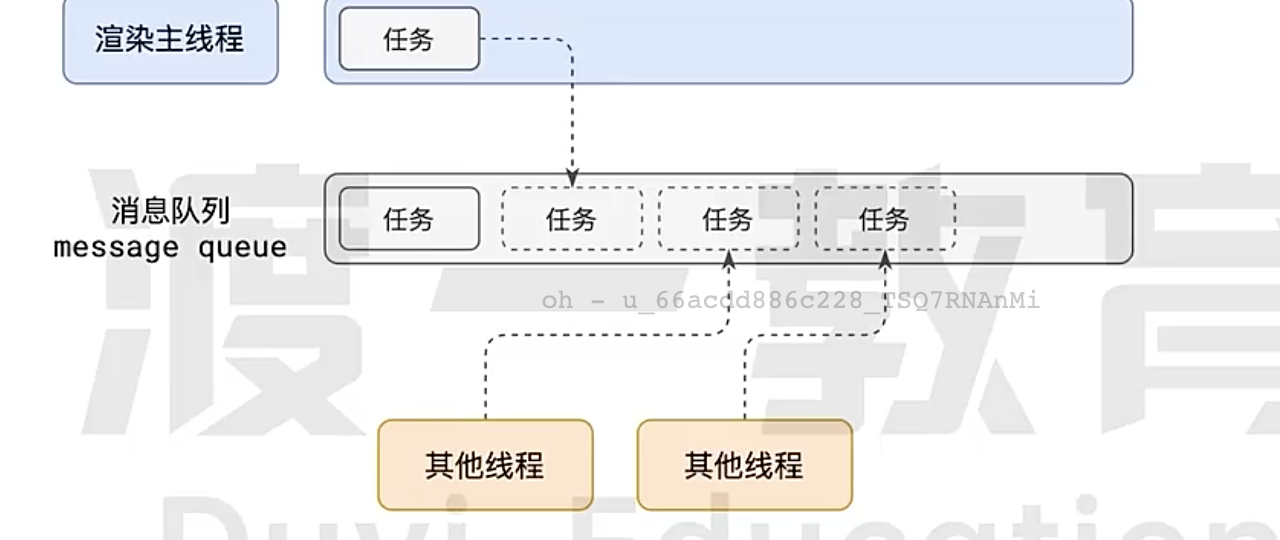 渲染主线程
任务
消息队列
message queue
任务
任务
任务
任务
oh - u_66acdd886c228_TSQ7RNAnMi
其他线程
其他线程
渡一教育
Duyi Education